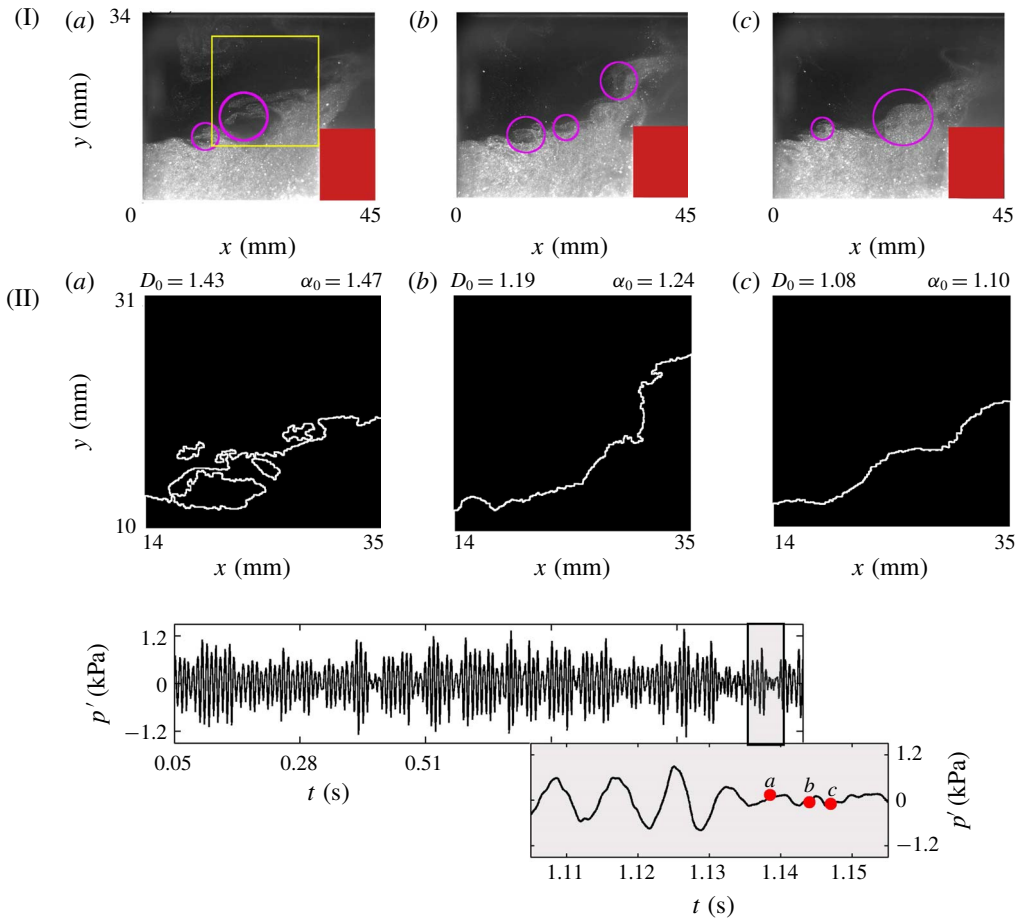 (I) (a) (b) (c)
34
y (mm)
0 45 0 45 0 45
x (mm) x (mm) x (mm)
(II) (a) (b) (c)
D₀ = 1.43 α₀ = 1.47 D₀ = 1.19 α₀ = 1.24 D₀ = 1.08 α₀ = 1.10
31
y (mm)
10
14 35 14 35 14 35
x (mm) x (mm) x (mm)
1.2
p′ (kPa) 0
−1.2
0.05 0.28 0.51
t (s)
a b c
1.2
0 p′ (kPa)
−1.2
1.11 1.12 1.13 1.14 1.15
t (s)